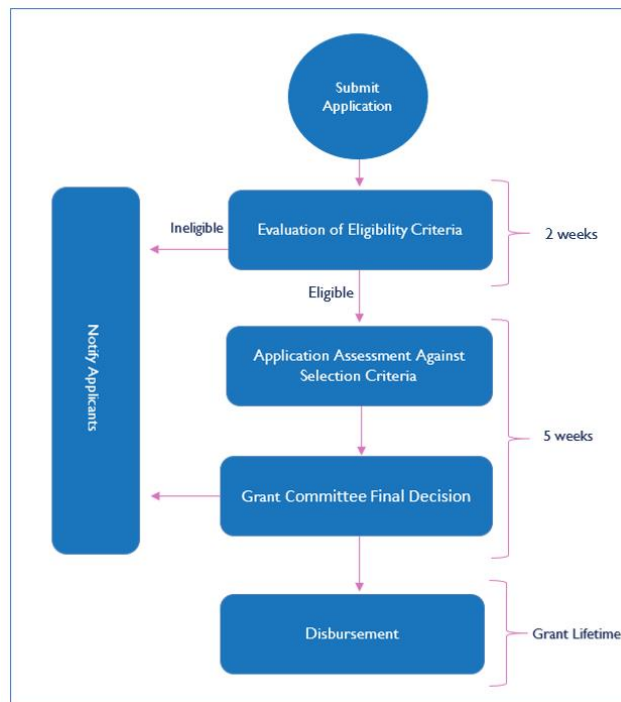 Submit
Application
Evaluation of Eligibility Criteria
2 weeks
Ineligible
Eligible
Notify Applicants
Application Assessment Against
Selection Criteria
5 weeks
Grant Committee Final Decision
Disbursement
Grant Lifetime